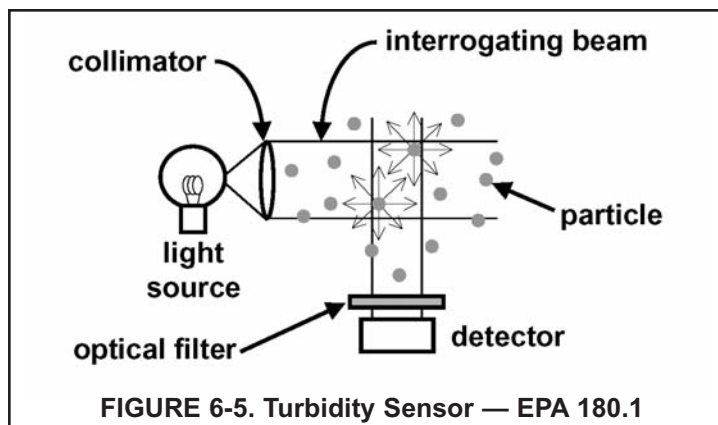 collimator
interrogating beam
light
source
particle
optical filter
detector
FIGURE 6-5. Turbidity Sensor — EPA 180.1